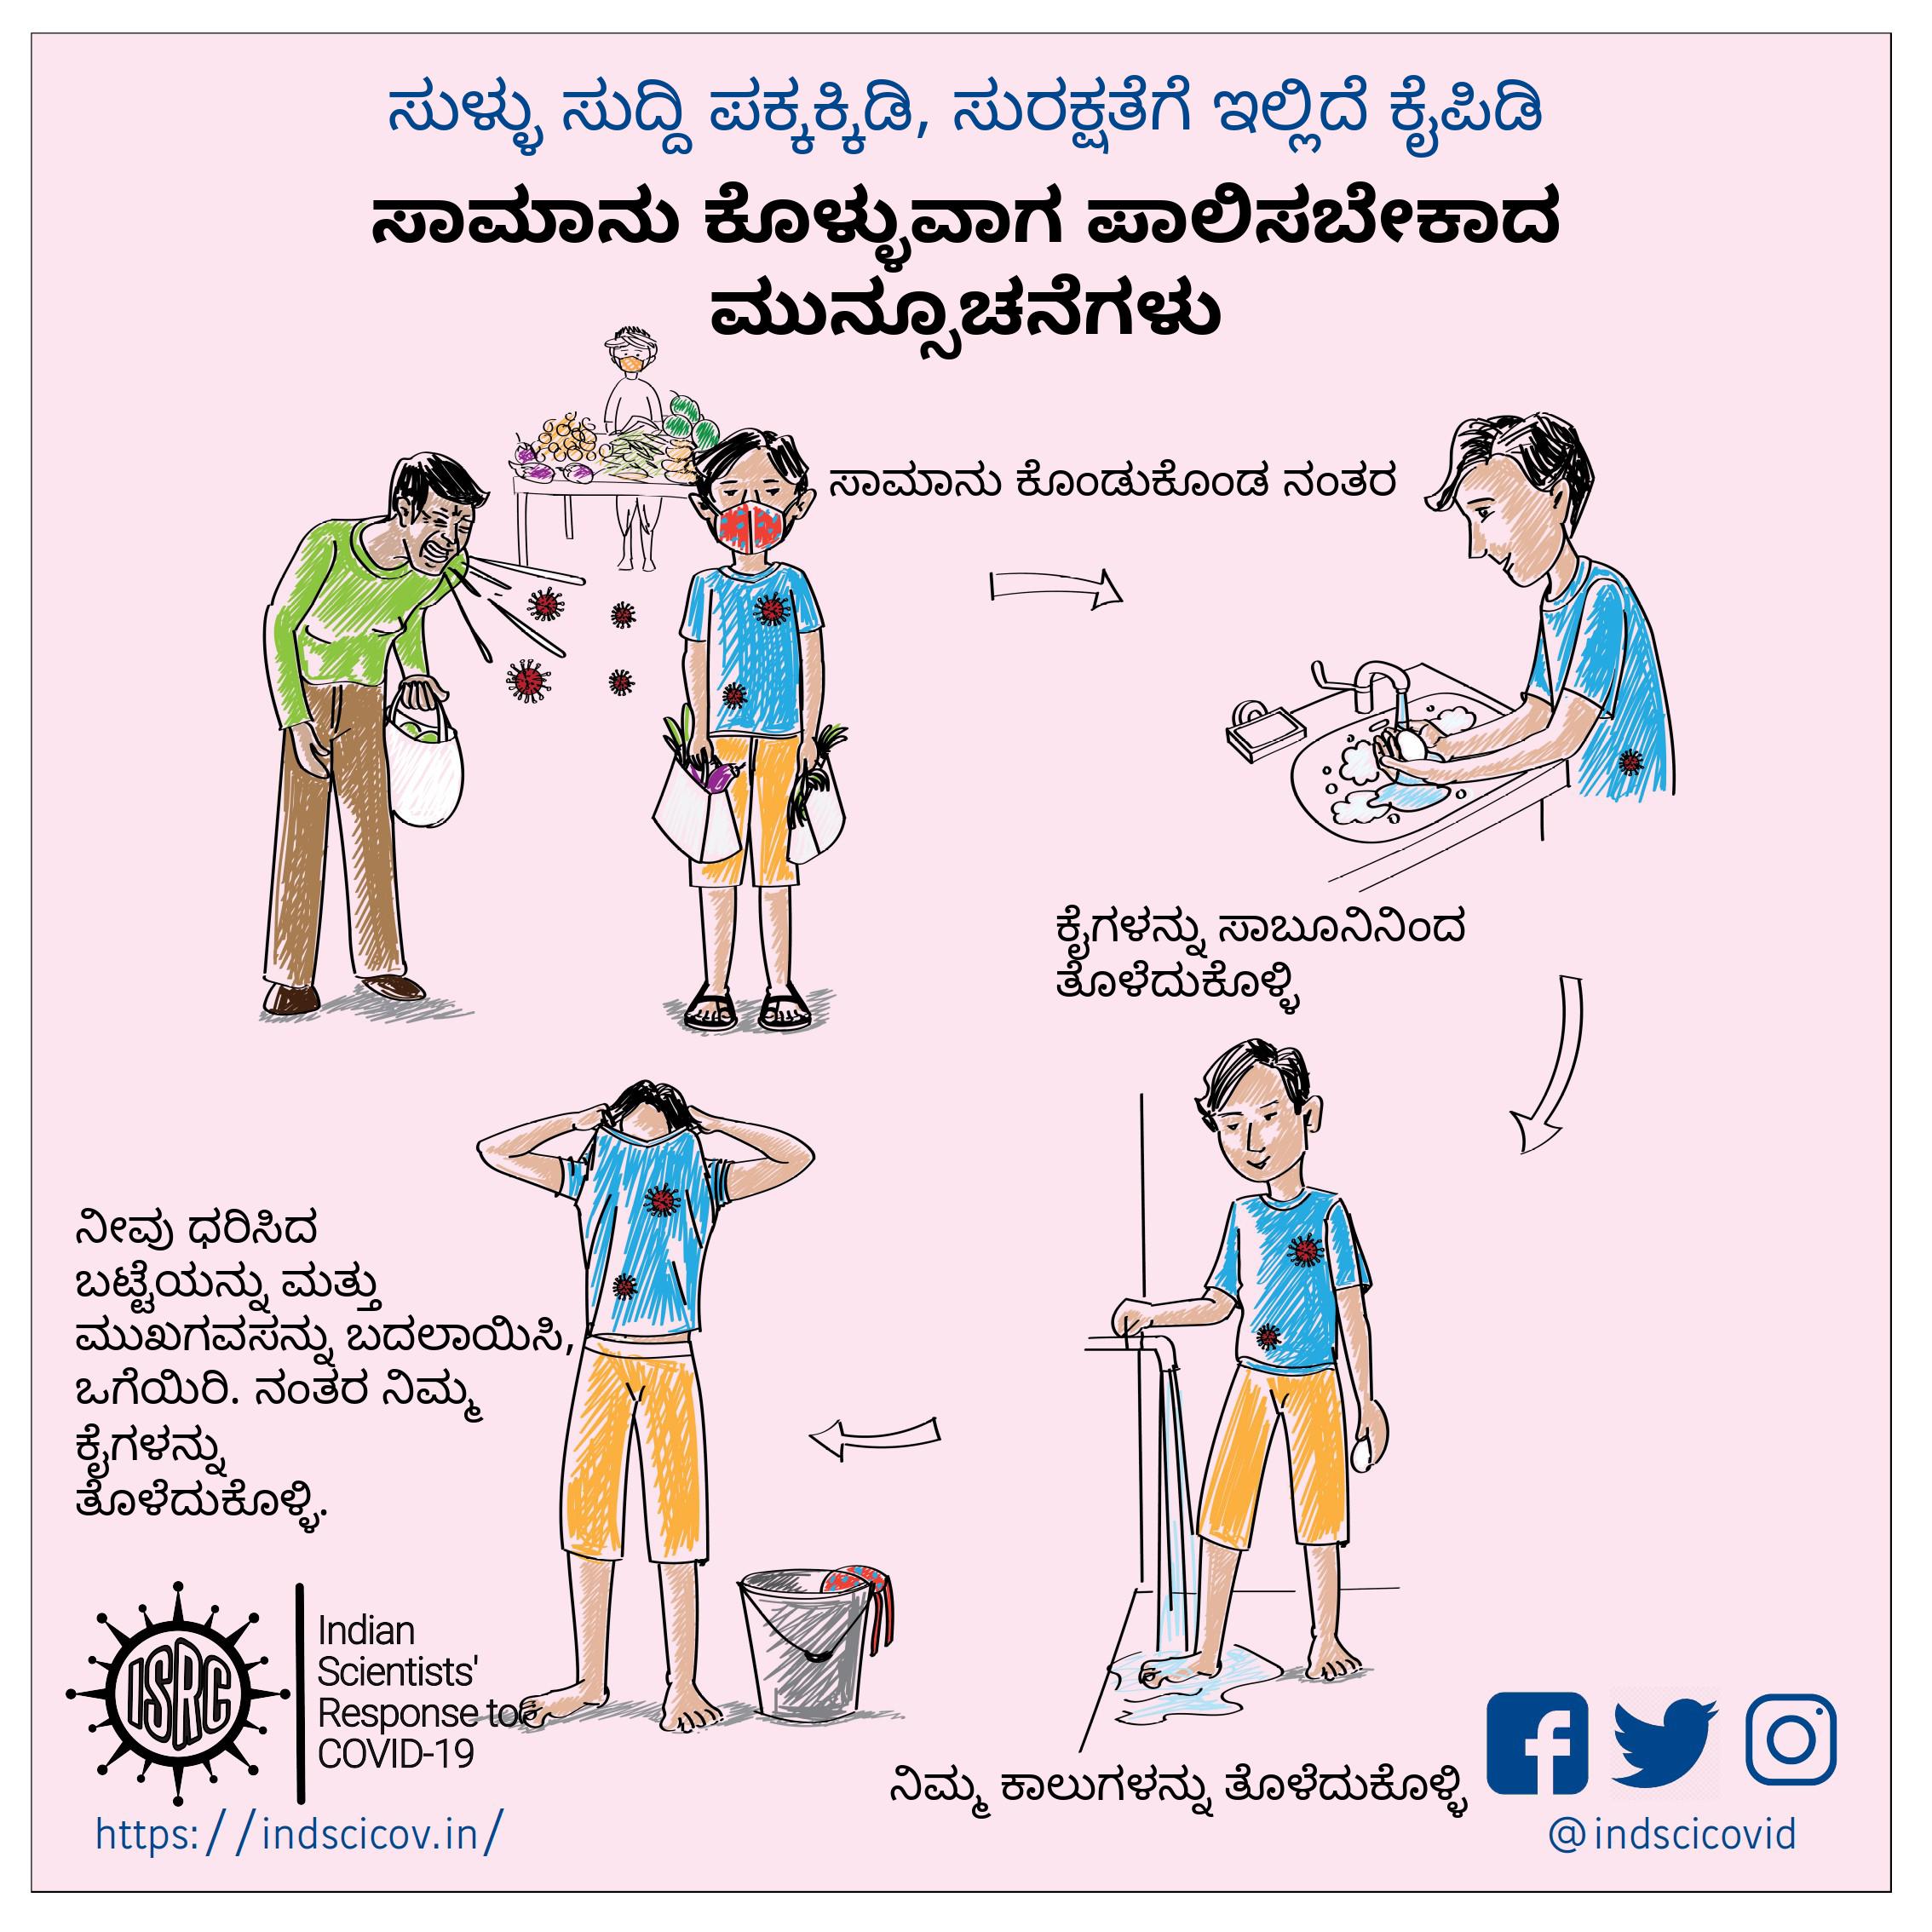 ಸುಳ್ಳು ಸುದ್ದಿ ಪಕ್ಕಕ್ಕಿಡಿ, ಸುರಕ್ಷತೆಗೆ ಇಲ್ಲಿದೆ ಕೈಪಿಡಿ
ಸಾಮಾನು ಕೊಳ್ಳುವಾಗ ಪಾಲಿಸಬೇಕಾದ
ಮುನ್ಸೂಚನೆಗಳು
ಸಾಮಾನು ಕೊಂಡುಕೊಂಡ ನಂತರ
ಕೈಗಳನ್ನು ಸಾಬೂನಿನಿಂದ
ತೊಳೆದುಕೊಳ್ಳಿ
ನೀವು ಧರಿಸಿದ
ಬಟ್ಟೆಯನ್ನು ಮತ್ತು
ಮುಖಗವಸನ್ನು ಬದಲಾಯಿಸಿ,
ಒಗೆಯಿರಿ. ನಂತರ ನಿಮ್ಮ
ಕೈಗಳನ್ನು
ತೊಳೆದುಕೊಳ್ಳಿ.
ನಿಮ್ಮ ಕಾಲುಗಳನ್ನು ತೊಳೆದುಕೊಳ್ಳಿ
ISRC
Indian
Scientists'
Response to
COVID-19
https://indscicov.in/
@indscicovid